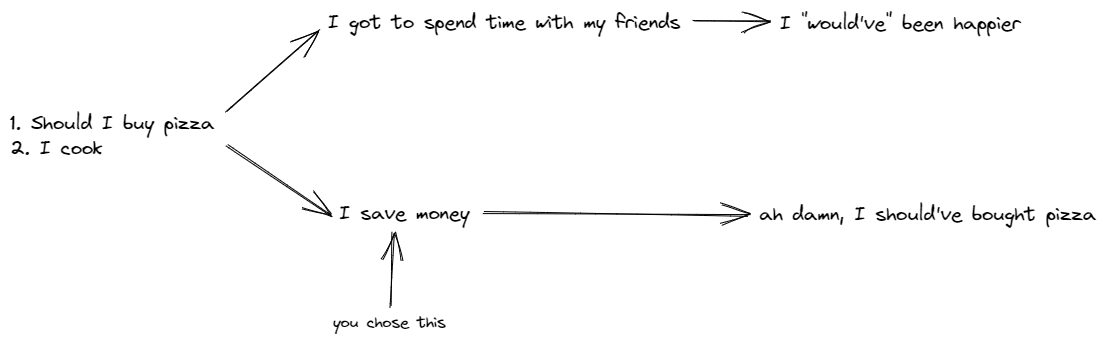 I got to spend time with my friends
I "would've" been happier
1. Should I buy pizza
2. I cook
I save money
ah damn, I should've bought pizza
you chose this